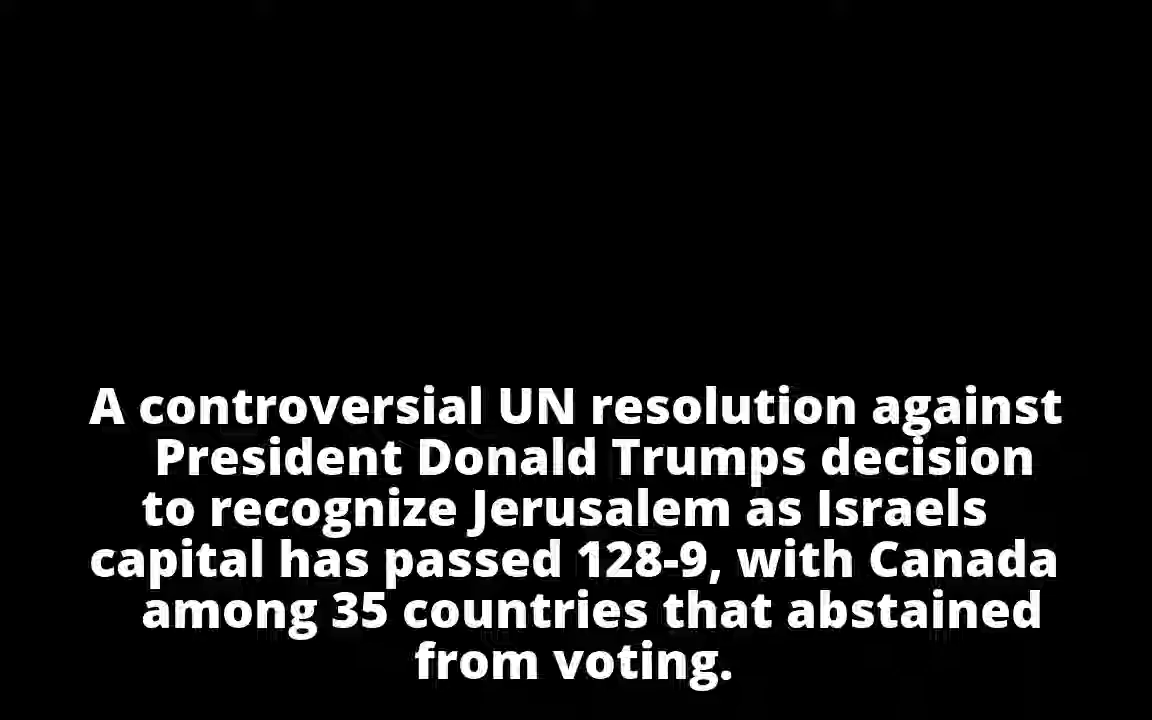 A controversial UN resolution against
President Donald Trumps decision
to recognize Jerusalem as Israels
capital has passed 128-9, with Canada
among 35 countries that abstained
from voting.